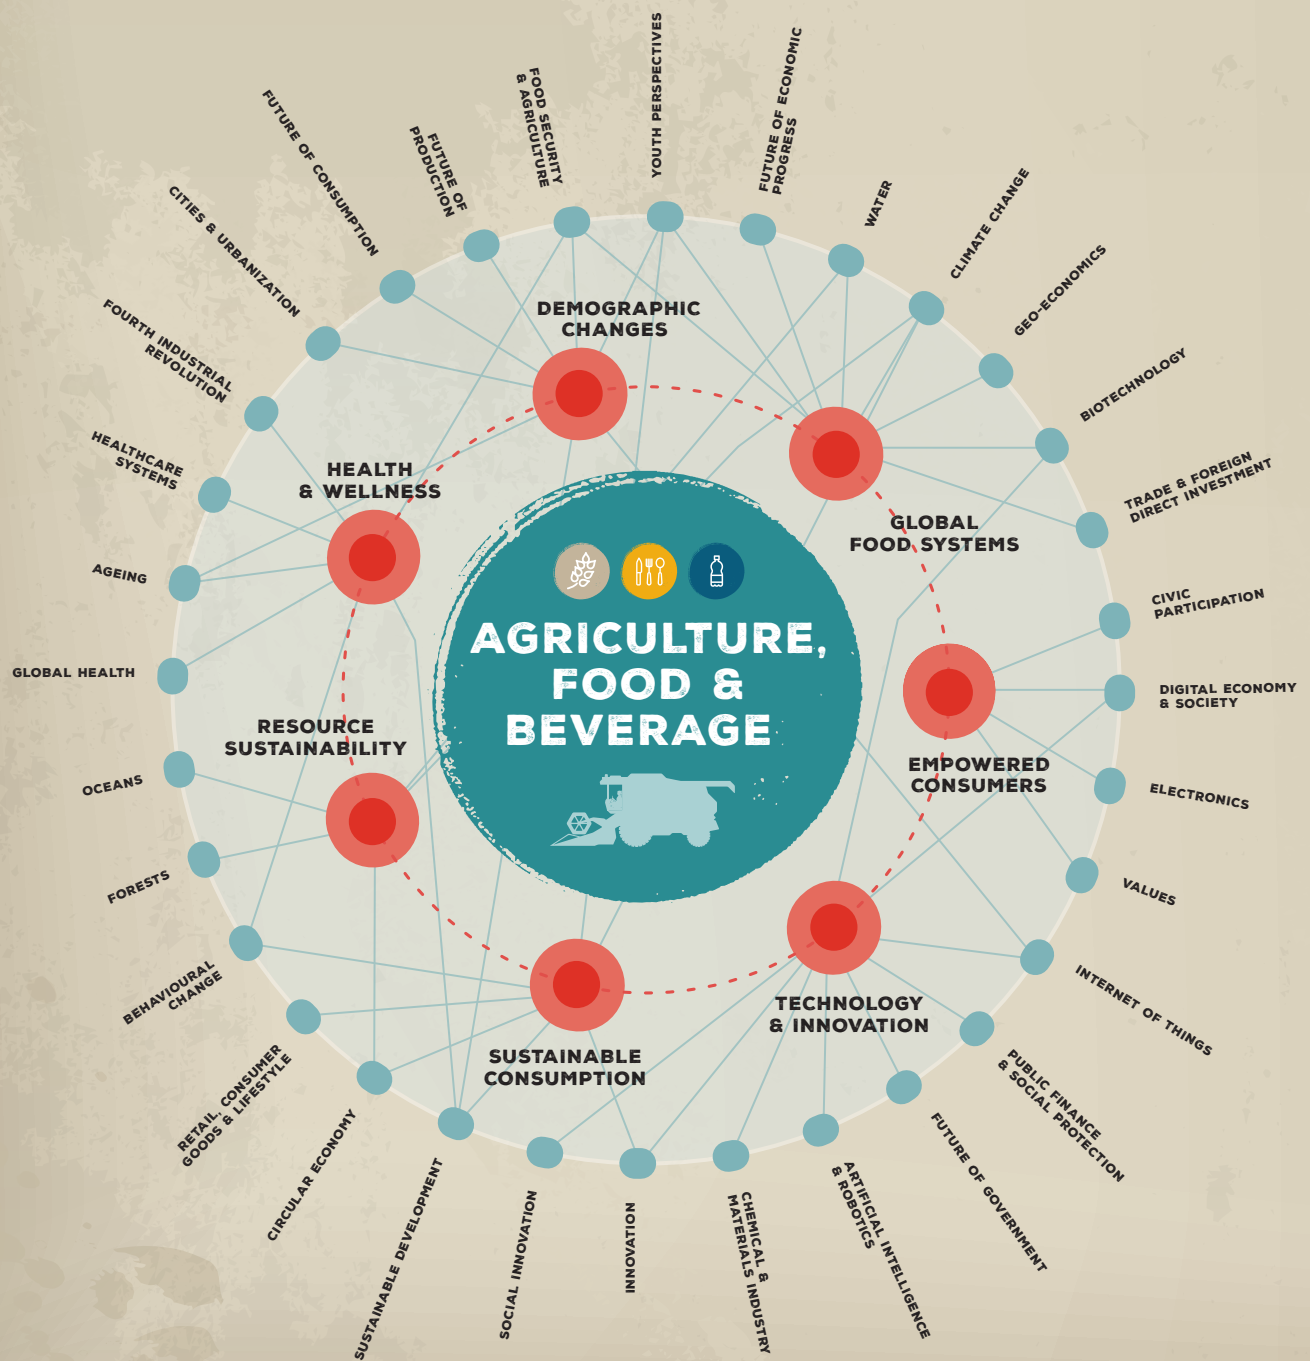 YOUTH PERSPECTIVES
FUTURE OF ECONOMIC
PROGRESS
WATER
CLIMATE CHANGE
GEO-ECONOMICS
BIOTECHNOLOGY
TRADE & FOREIGN
DIRECT INVESTMENT
CIVIC
PARTICIPATION
DIGITAL ECONOMY
& SOCIETY
ELECTRONICS
VALUES
INTERNET OF THINGS
PUBLIC FINANCE
& SOCIAL PROTECTION
FUTURE OF GOVERNMENT
ARTIFICIAL INTELLIGENCE
& ROBOTICS
CHEMICAL &
MATERIALS INDUSTRY
INNOVATION
SOCIAL INNOVATION
SUSTAINABLE DEVELOPMENT
CIRCULAR ECONOMY
RETAIL, CONSUMER
GOODS & LIFESTYLE
BEHAVIOURAL
CHANGE
FORESTS
OCEANS
GLOBAL HEALTH
AGEING
HEALTHCARE
SYSTEMS
FOURTH INDUSTRIAL
REVOLUTION
CITIES & URBANIZATION
FUTURE OF CONSUMPTION
FUTURE OF
PRODUCTION
FOOD SECURITY
& AGRICULTURE
DEMOGRAPHIC
CHANGES
GLOBAL
FOOD SYSTEMS
EMPOWERED
CONSUMERS
TECHNOLOGY
& INNOVATION
SUSTAINABLE
CONSUMPTION
RESOURCE
SUSTAINABILITY
HEALTH
& WELLNESS
AGRICULTURE,
FOOD &
BEVERAGE